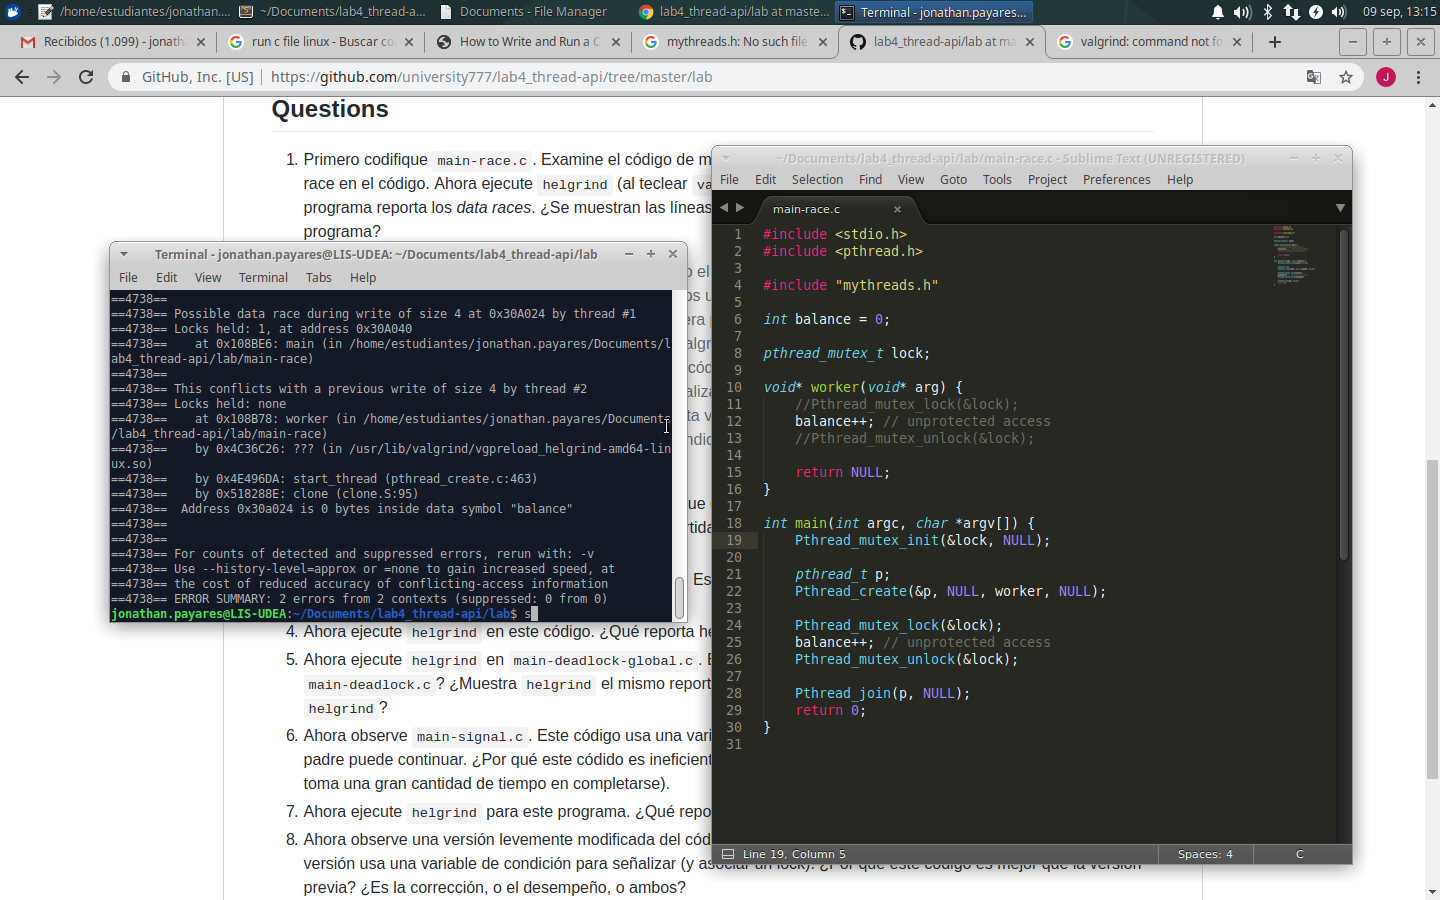 /home/estudiantes/jonathan....
~/Documents/lab4_thread-a...
Documents - File Manager
lab4_thread-api/lab at maste...
Terminal - jonathan.payares...
09 sep, 13:15
Recibidos (1.099) - jonath
run c file linux - Buscar co
How to Write and Run a C
mythreads.h: No such file
lab4_thread-api/lab at ma
valgrind: command not fo
GitHub, Inc. [US]
https://github.com/university777/lab4_thread-api/tree/master/lab
J
Questions
1. Primero codifique main-race.c . Examine el código de m
race en el código. Ahora ejecute helgrind (al teclear va
programa reporta los data races. ¿Se muestran las líneas
programa?
Terminal - jonathan.payares@LIS-UDEA: ~/Documents/lab4_thread-api/lab
File Edit View Terminal Tabs Help
==4738==
==4738== Possible data race during write of size 4 at 0x30A024 by thread #1
==4738== Locks held: 1, at address 0x30A040
==4738==    at 0x108BE6: main (in /home/estudiantes/jonathan.payares/Documents/l
ab4_thread-api/lab/main-race)
==4738==
==4738== This conflicts with a previous write of size 4 by thread #2
==4738== Locks held: none
==4738==    at 0x108B78: worker (in /home/estudiantes/jonathan.payares/Documents
/lab4_thread-api/lab/main-race)
==4738==    by 0x4C36C26: ??? (in /usr/lib/valgrind/vgpreload_helgrind-amd64-lin
ux.so)
==4738==    by 0x4E496DA: start_thread (pthread_create.c:463)
==4738==    by 0x518288E: clone (clone.S:95)
==4738==  Address 0x30a024 is 0 bytes inside data symbol "balance"
==4738==
==4738==
==4738== For counts of detected and suppressed errors, rerun with: -v
==4738== Use --history-level=approx or =none to gain increased speed, at
==4738== the cost of reduced accuracy of conflicting-access information
==4738== ERROR SUMMARY: 2 errors from 2 contexts (suppressed: 0 from 0)
jonathan.payares@LIS-UDEA:~/Documents/lab4_thread-api/lab$ s
4. Ahora ejecute helgrind en este código. ¿Qué reporta he
5. Ahora ejecute helgrind en main-deadlock-global.c .
main-deadlock.c ? ¿Muestra helgrind el mismo report
helgrind ?
6. Ahora observe main-signal.c . Este código usa una vari
padre puede continuar. ¿Por qué este códido es ineficient
toma una gran cantidad de tiempo en completarse).
7. Ahora ejecute helgrind para este programa. ¿Qué repo
8. Ahora observe una versión levemente modificada del cód
versión usa una variable de condición para señalizar (y asociar un lock). ¿Por qué este código es mejor que la versión
previa? ¿Es la corrección, o el desempeño, o ambos?
~/Documents/lab4_thread-api/lab/main-race.c - Sublime Text (UNREGISTERED)
File Edit Selection Find View Goto Tools Project Preferences Help
main-race.c
1 #include <stdio.h>
2 #include <pthread.h>
3
4 #include "mythreads.h"
5
6 int balance = 0;
7
8 pthread_mutex_t lock;
9
10 void* worker(void* arg) {
11     //Pthread_mutex_lock(&lock);
12     balance++; // unprotected access
13     //Pthread_mutex_unlock(&lock);
14
15     return NULL;
16 }
17
18 int main(int argc, char *argv[]) {
19     Pthread_mutex_init(&lock, NULL);
20
21     pthread_t p;
22     Pthread_create(&p, NULL, worker, NULL);
23
24     Pthread_mutex_lock(&lock);
25     balance++; // unprotected access
26     Pthread_mutex_unlock(&lock);
27
28     Pthread_join(p, NULL);
29     return 0;
30 }
31
Line 19, Column 5
Spaces: 4
C